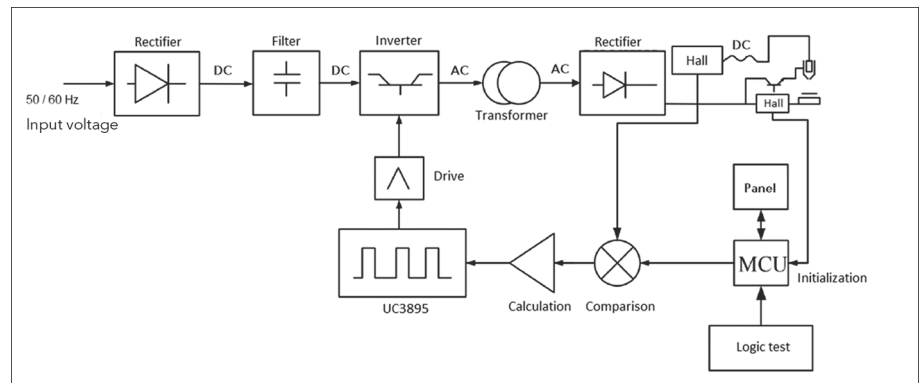 Rectifier
Filter
Inverter
Rectifier
DC
Hall
DC
DC
AC
AC
50 / 60 Hz
Input voltage
Transformer
Hall
Drive
Panel
MCU
Initialization
UC3895
Calculation
Comparison
Logic test